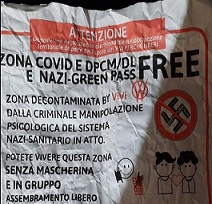 ATTENZIONE
ZONA COVID E DPCM/DL FREE
E NAZI-GREEN PASS
ZONA DECONTAMINATA BY ViVi
DALLA CRIMINALE MANIPOLAZIONE
PSICOLOGICA DEL SISTEMA
NAZI-SANITARIO IN ATTO.
POTETE VIVERE QUESTA ZONA
SENZA MASCHERINA
E IN GRUPPO
ASSEMBRAMENTO LIBERO